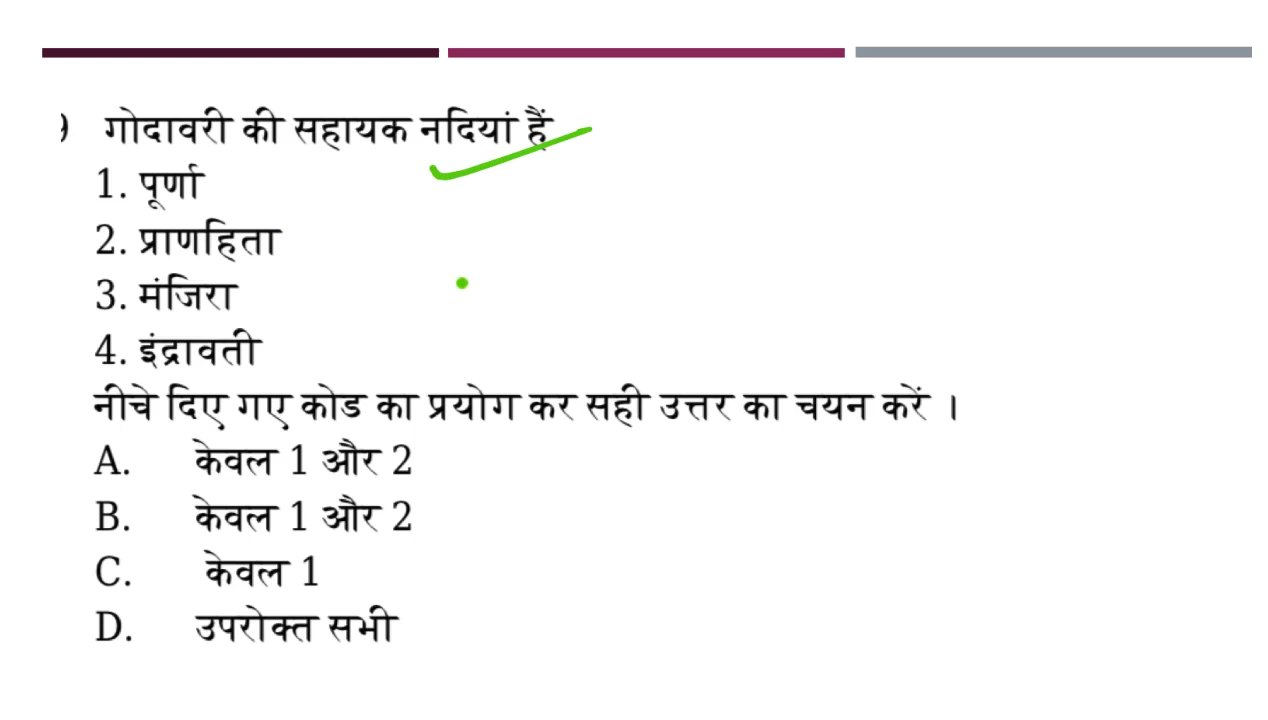 9 गोदावरी की सहायक नदियां हैं
1. पूर्णा
2. प्राणहिता
3. मंजिरा
4. इंद्रावती
नीचे दिए गए कोड का प्रयोग कर सही उत्तर का चयन करें ।
A. केवल 1 और 2
B. केवल 1 और 2
C. केवल 1
D. उपरोक्त सभी